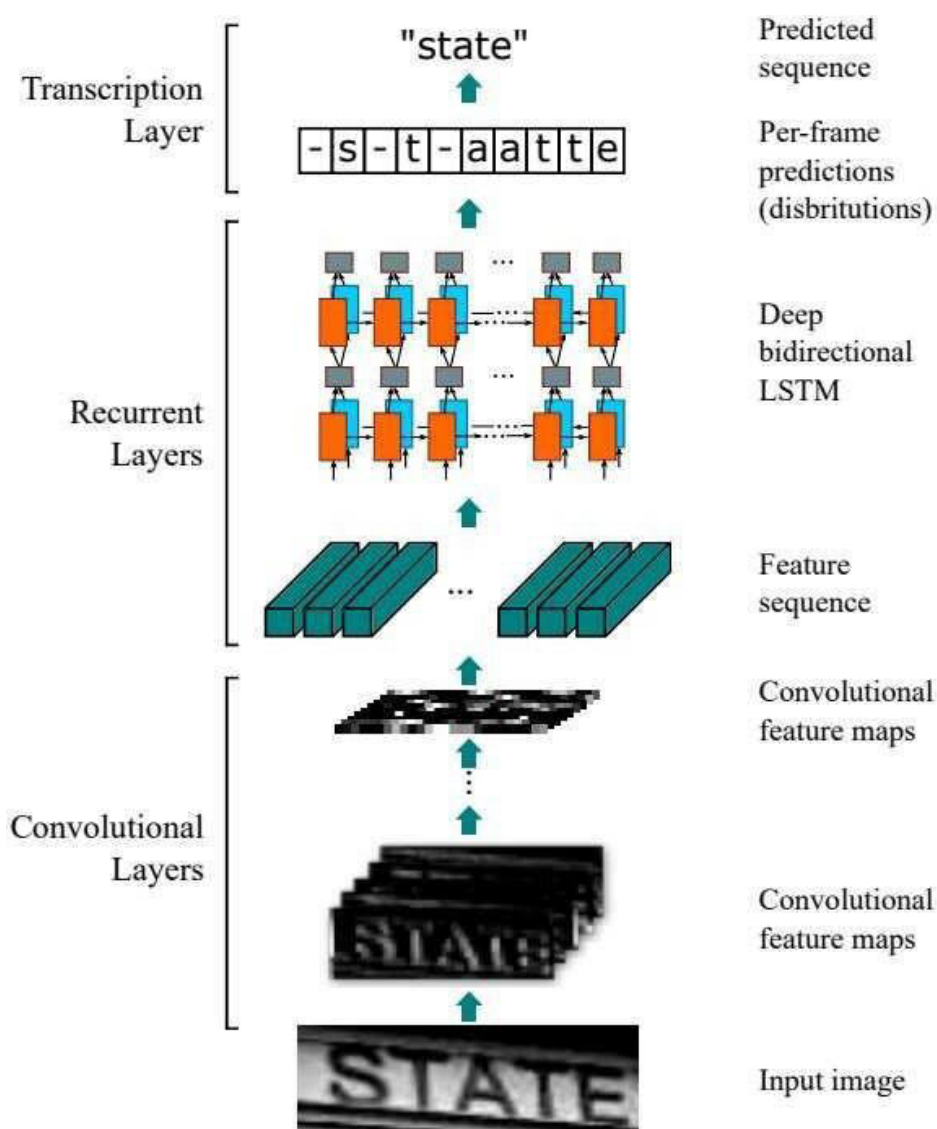 "state"
Predicted
sequence
Transcription
Layer
- s - t - a a t t e
Per-frame
predictions
(disbritutions)
Recurrent
Layers
Deep
bidirectional
LSTM
Feature
sequence
Convolutional
Layers
Convolutional
feature maps
STATE
Convolutional
feature maps
STATE
Input image